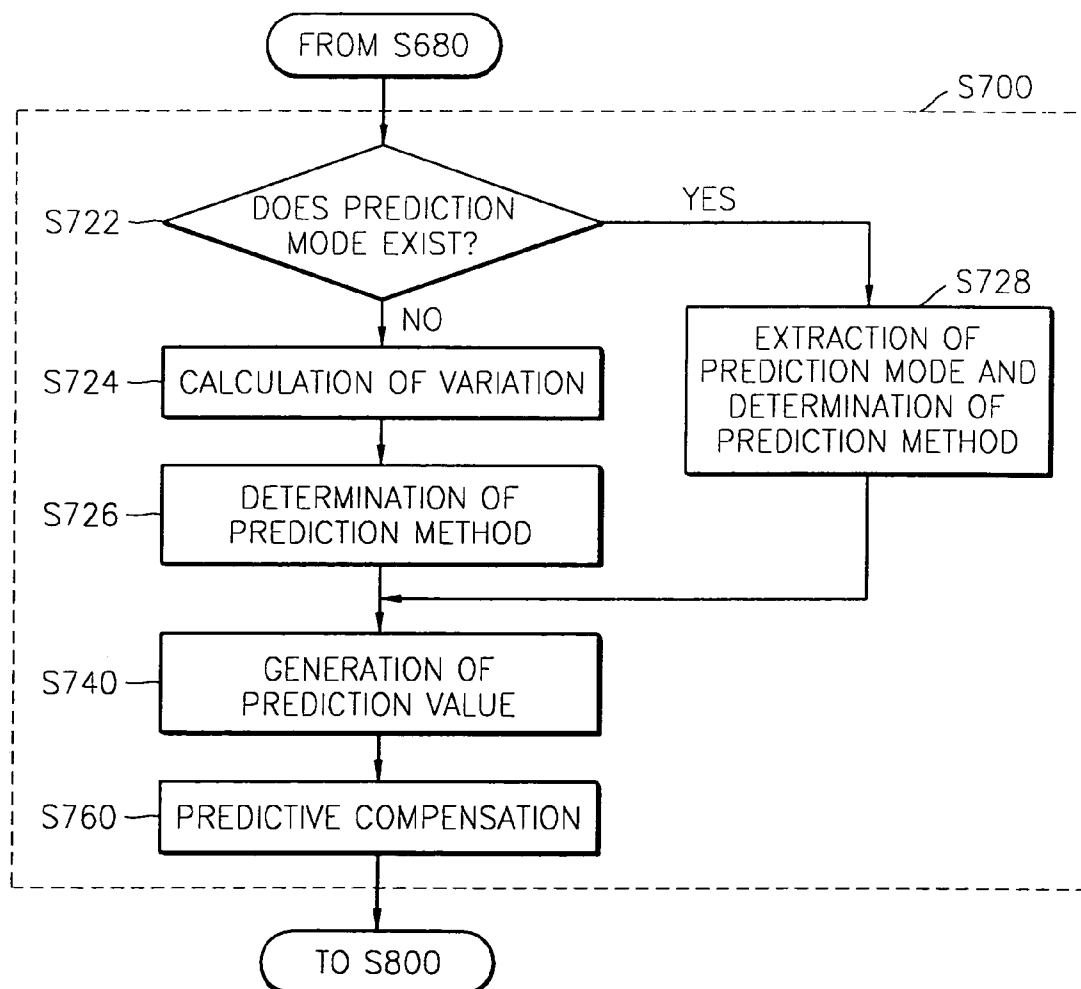 FROM S680
S700
S722
DOES PREDICTION
MODE EXIST?
YES
NO
S728
EXTRACTION OF
PREDICTION MODE AND
DETERMINATION OF
PREDICTION METHOD
S724
CALCULATION OF VARIATION
S726
DETERMINATION OF
PREDICTION METHOD
S740
GENERATION OF
PREDICTION VALUE
S760
PREDICTIVE COMPENSATION
TO S800